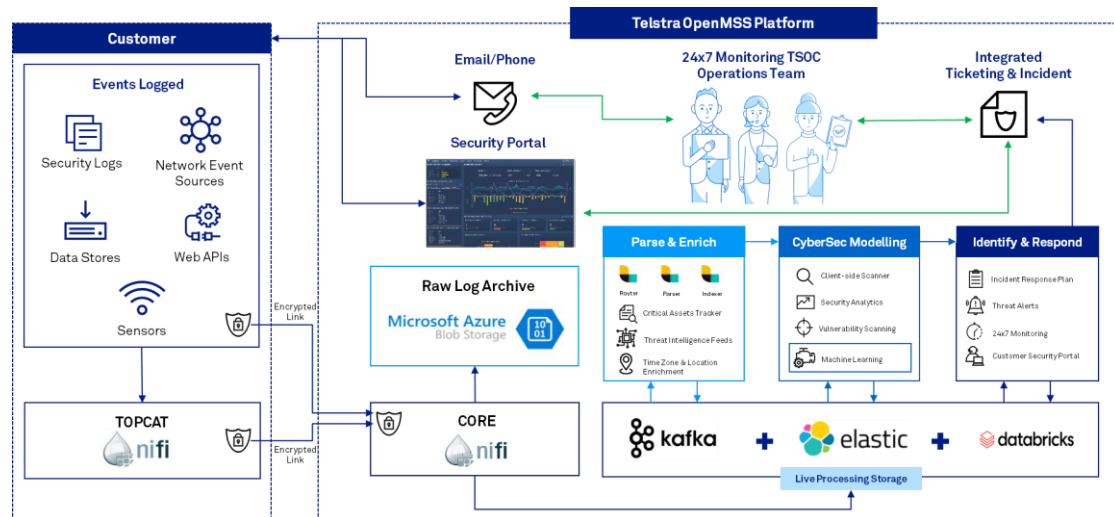 Customer
Telstra OpenMSS Platform
Events Logged
Security Logs
Network Event
Sources
Data Stores
Web APIs
Sensors
Encrypted
Link
TOPCAT
nifi
Encrypted
Link
Email/Phone
Security Portal
24x7 Monitoring TSOC
Operations Team
Integrated
Ticketing & Incident
Raw Log Archive
Microsoft Azure
Blob Storage
10
01
CORE
nifi
Parse & Enrich
Router
Parser
Indexer
Critical Assets Tracker
Threat Intelligence Feeds
Time Zone & Location
Enrichment
CyberSec Modelling
Client-side Scanner
Security Analytics
Vulnerability Scanning
Machine Learning
Identify & Respond
Incident Response Plan
Threat Alerts
24x7 Monitoring
Customer Security Portal
kafka
+
elastic
+
databricks
Live Processing Storage